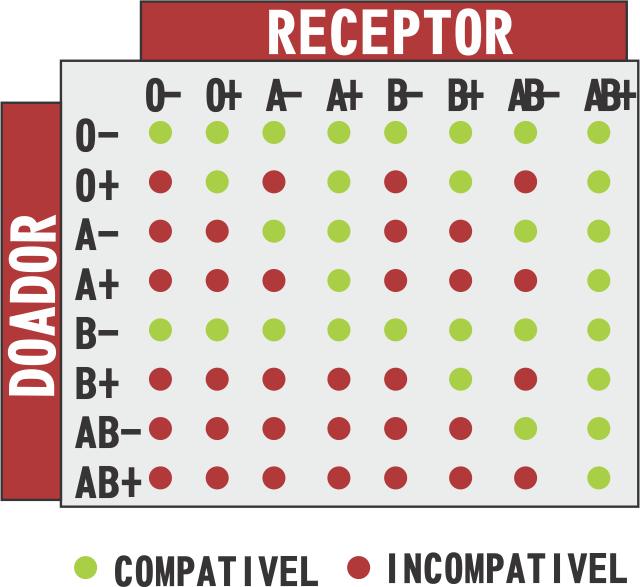 RECEPTOR
DOADOR
O- O+ A- A+ B- B+ AB- AB+
O-
O+
A-
A+
B-
B+
AB-
AB+
COMPATIVEL INCOMPATIVEL